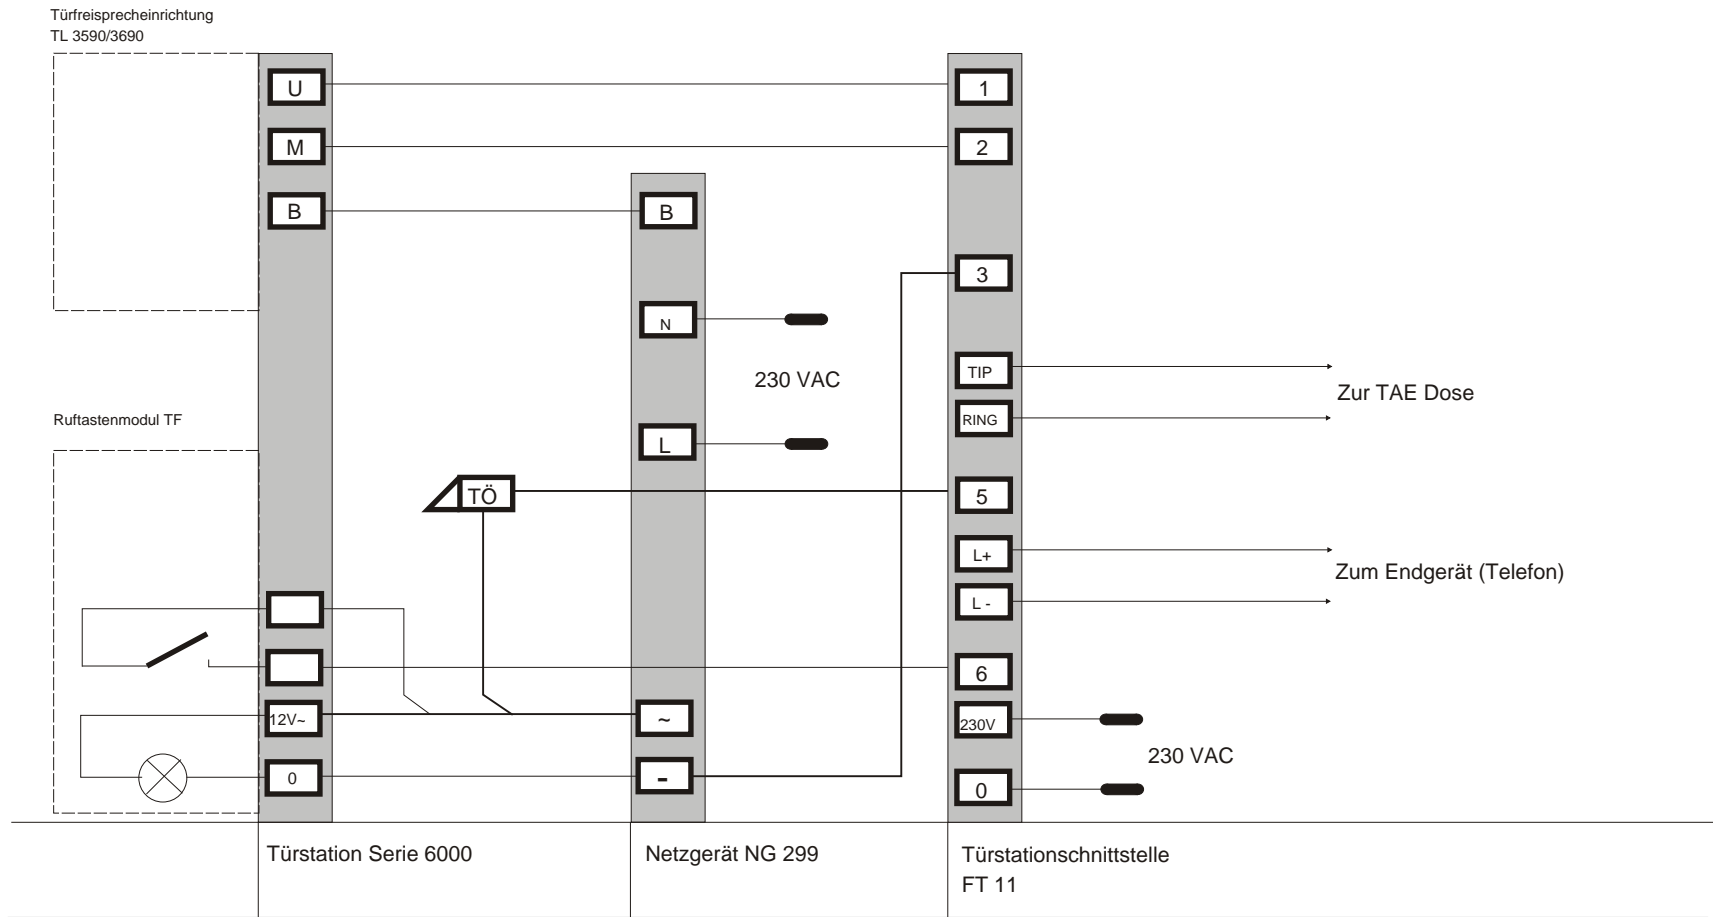 Türfreisprecheinrichtung
TL 3590/3690
U
1
M
2
B
B
3
N
230 VAC
TIP
Zur TAE Dose
RING
Ruftastenmodul TF
L
TÖ
5
L+
Zum Endgerät (Telefon)
L -
6
12V~
~
230V
230 VAC
0
-
0
Türstation Serie 6000
Netzgerät NG 299
Türstationschnittstelle
FT 11